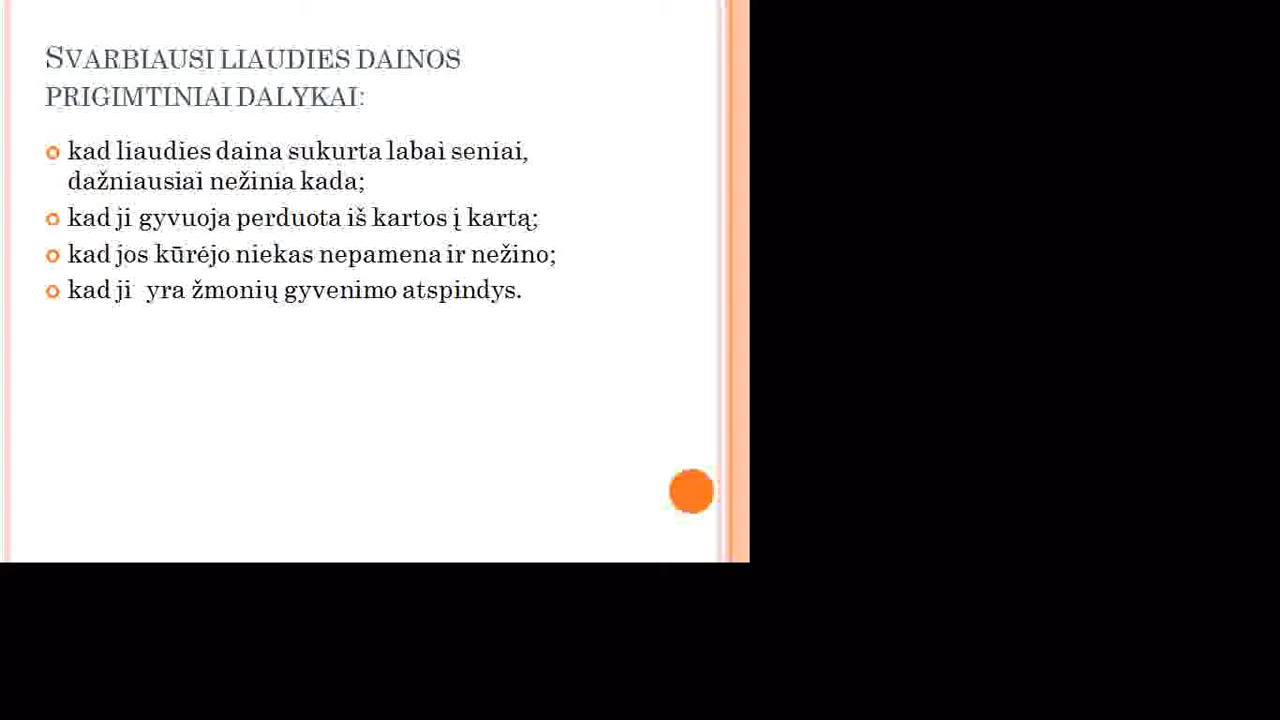 SVARBIAUSI LIAUDIES DAINOS
PRIGIMTINIAI DALYKAI:
kad liaudies daina sukurta labai seniai,
dažniausiai nežinia kada;
kad ji gyvuoja perduota iš kartos į kartą;
kad jos kūrėjo niekas nepamena ir nežino;
kad ji yra žmonių gyvenimo atspindys.